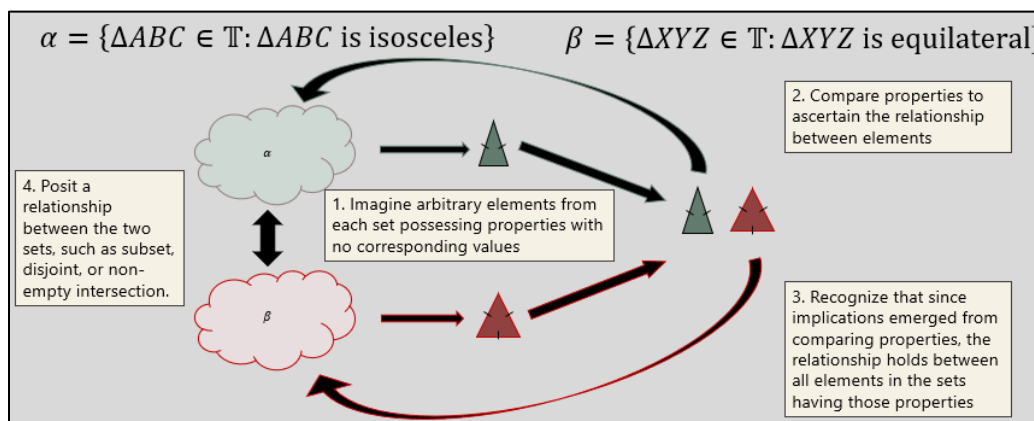 α = {ΔABC ∈ 𝕋: ΔABC is isosceles}
β = {ΔXYZ ∈ 𝕋: ΔXYZ is equilateral}
2. Compare properties to
ascertain the relationship
between elements
α
4. Posit a
relationship
between the two
sets, such as subset,
disjoint, or non-
empty intersection.
1. Imagine arbitrary elements from
each set possessing properties with
no corresponding values
β
3. Recognize that since
implications emerged from
comparing properties, the
relationship holds between
all elements in the sets
having those properties